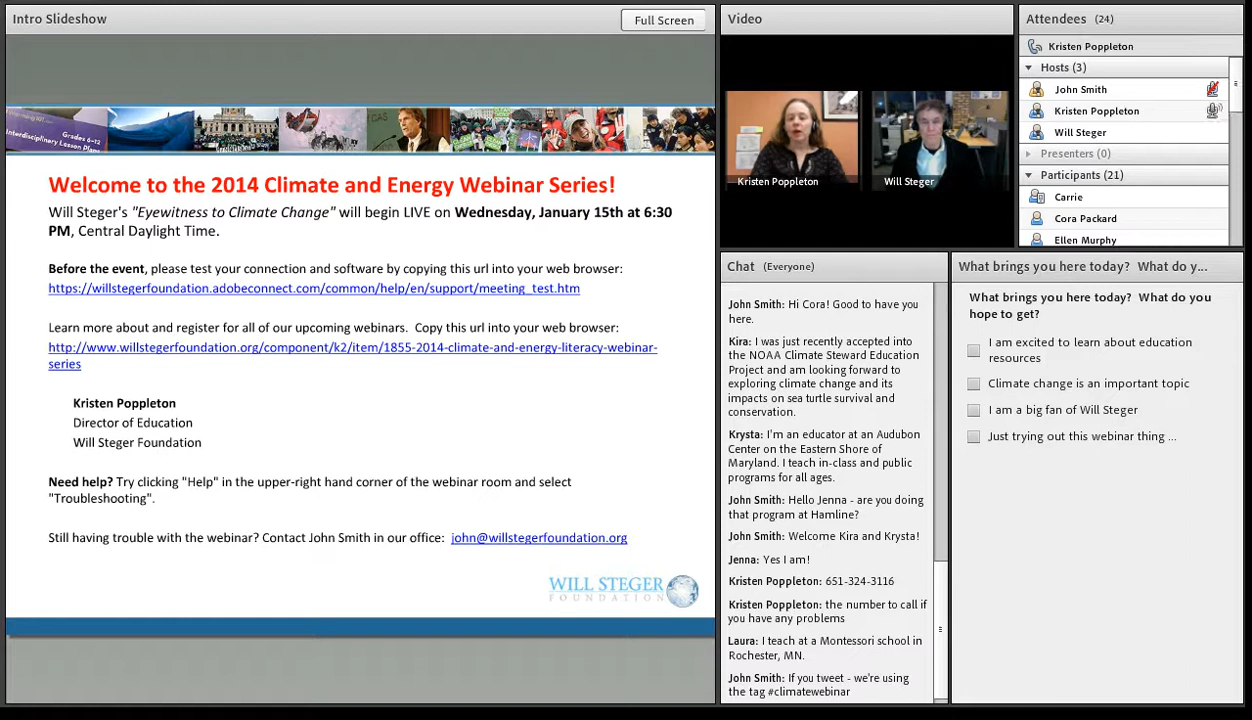 Intro Slideshow
Full Screen
Grades 6-12
Interdisciplinary Lesson Plans
Welcome to the 2014 Climate and Energy Webinar Series!
Will Steger's "Eyewitness to Climate Change" will begin LIVE on Wednesday, January 15th at 6:30
PM, Central Daylight Time.
Before the event, please test your connection and software by copying this url into your web browser:
https://willstegerfoundation.adobeconnect.com/common/help/en/support/meeting_test.htm
Learn more about and register for all of our upcoming webinars.  Copy this url into your web browser:
http://www.willstegerfoundation.org/component/k2/item/1855-2014-climate-and-energy-literacy-webinar-
series
Kristen Poppleton
Director of Education
Will Steger Foundation
Need help? Try clicking "Help" in the upper-right hand corner of the webinar room and select
"Troubleshooting".
Still having trouble with the webinar? Contact John Smith in our office:  john@willstegerfoundation.org
WILL STEGER
FOUNDATION
Video
Kristen Poppleton
Will Steger
Attendees (24)
Kristen Poppleton
Hosts (3)
John Smith
Kristen Poppleton
Will Steger
Presenters (0)
Participants (21)
Carrie
Cora Packard
Ellen Murphy
Chat (Everyone)
John Smith: Hi Cora! Good to have you
here.
Kira: I was just recently accepted into
the NOAA Climate Steward Education
Project and am looking forward to
exploring climate change and its
impacts on sea turtle survival and
conservation.
Krysta: I'm an educator at an Audubon
Center on the Eastern Shore of
Maryland. I teach in-class and public
programs for all ages.
John Smith: Hello Jenna - are you doing
that program at Hamline?
John Smith: Welcome Kira and Krysta!
Jenna: Yes I am!
Kristen Poppleton: 651-324-3116
Kristen Poppleton: the number to call if
you have any problems
Laura: I teach at a Montessori school in
Rochester, MN.
John Smith: If you tweet - we're using
the tag #climatewebinar
What brings you here today?  What do y...
What brings you here today?  What do you
hope to get?
I am excited to learn about education
resources
Climate change is an important topic
I am a big fan of Will Steger
Just trying out this webinar thing ...